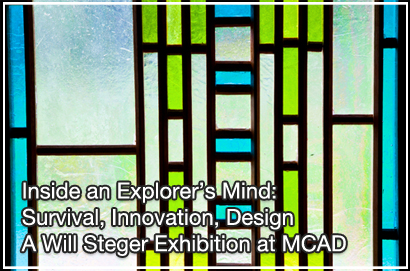 Inside an Explorer's Mind:
Survival, Innovation, Design
A Will Steger Exhibition at MCAD